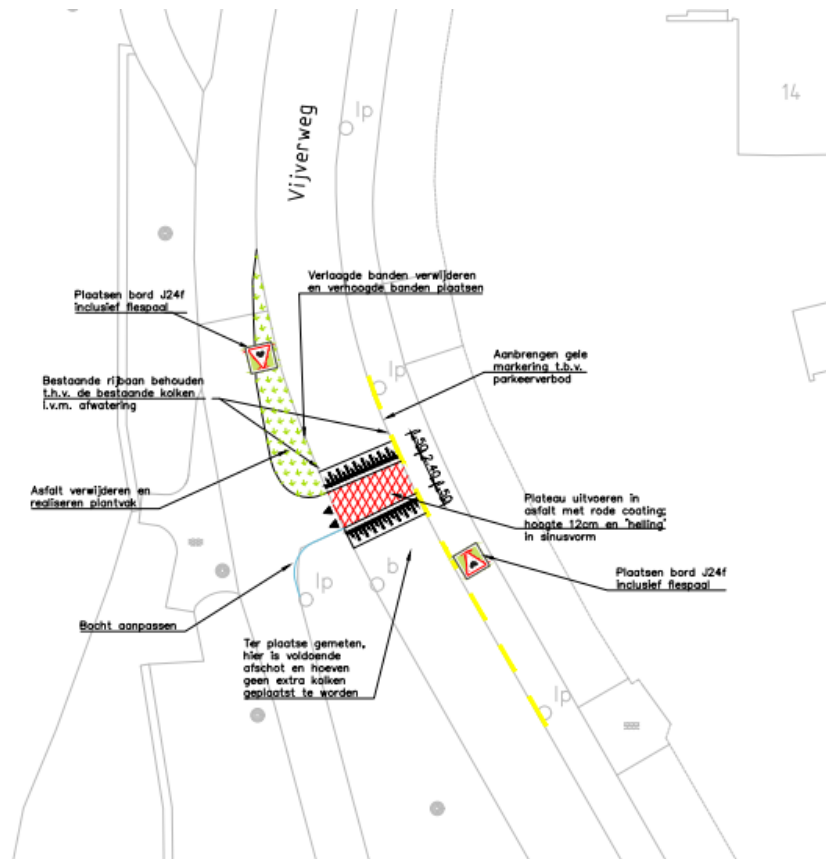 14
lp
Vijverweg
Verlaagde banden verwijderen
en verhoogde banden plaatsen
Plaatsen bord J24f
inclusief flespaal
Aanbrengen gele
markering t.b.v.
parkeerverbod
lp
Bestaande rijbaan behouden
t.h.v. de bestaande kolken
i.v.m. afwatering
1.50 2.40 1.50
Asfalt verwijderen en
realiseren plantvak
Plateau uitvoeren in
asfalt met rode coating;
hoogte 12cm en "helling"
in sinusvorm
Plaatsen bord J24f
inclusief flespaal
b
lp
Bocht aanpassen
Ter plaatse gemeten,
hier is voldoende
afschot en hoeven
geen extra kolken
geplaatst te worden
lp